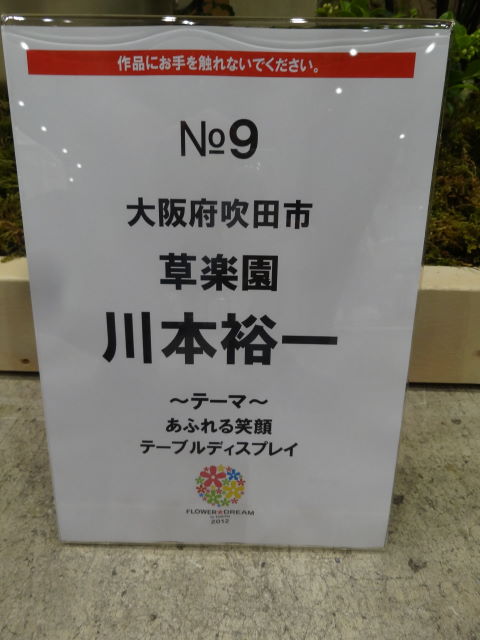 作品にお手を触れないでください。
№9
大阪府吹田市
草楽園
川本裕一
～テーマ～
あふれる笑顔
テーブルディスプレイ
FLOWER★DREAM
2012